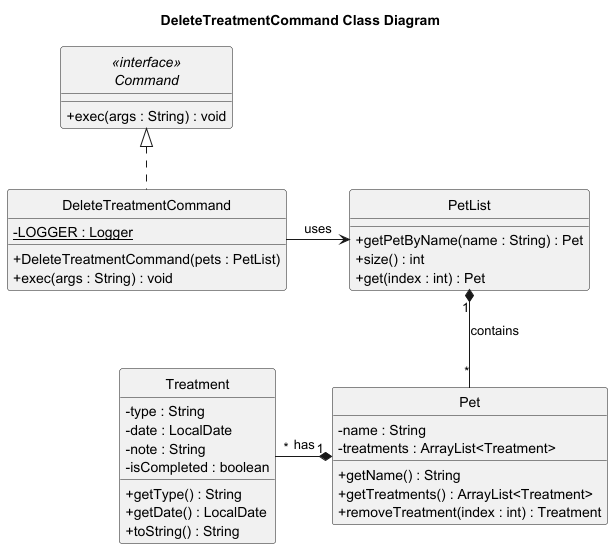 DeleteTreatmentCommand Class Diagram
«interface»
Command
+exec(args : String) : void
DeleteTreatmentCommand
-LOGGER : Logger
+DeleteTreatmentCommand(pets : PetList)
+exec(args : String) : void
uses
PetList
+getPetByName(name : String) : Pet
+size() : int
+get(index : int) : Pet
1
contains
*
Treatment
-type : String
-date : LocalDate
-note : String
-isCompleted : boolean
+getType() : String
+getDate() : LocalDate
+toString() : String
* has 1
Pet
-name : String
-treatments : ArrayList<Treatment>
+getName() : String
+getTreatments() : ArrayList<Treatment>
+removeTreatment(index : int) : Treatment